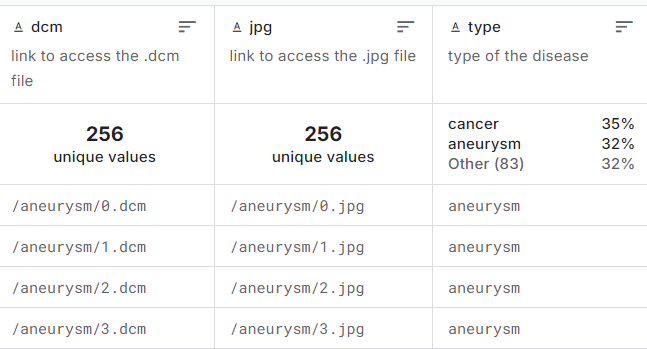 A dcm
A jpg
A type
link to access the .dcm file
link to access the .jpg file
type of the disease
256
unique values
256
unique values
cancer 35%
aneurysm 32%
Other (83) 32%
/aneurysm/0.dcm /aneurysm/0.jpg aneurysm
/aneurysm/1.dcm /aneurysm/1.jpg aneurysm
/aneurysm/2.dcm /aneurysm/2.jpg aneurysm
/aneurysm/3.dcm /aneurysm/3.jpg aneurysm